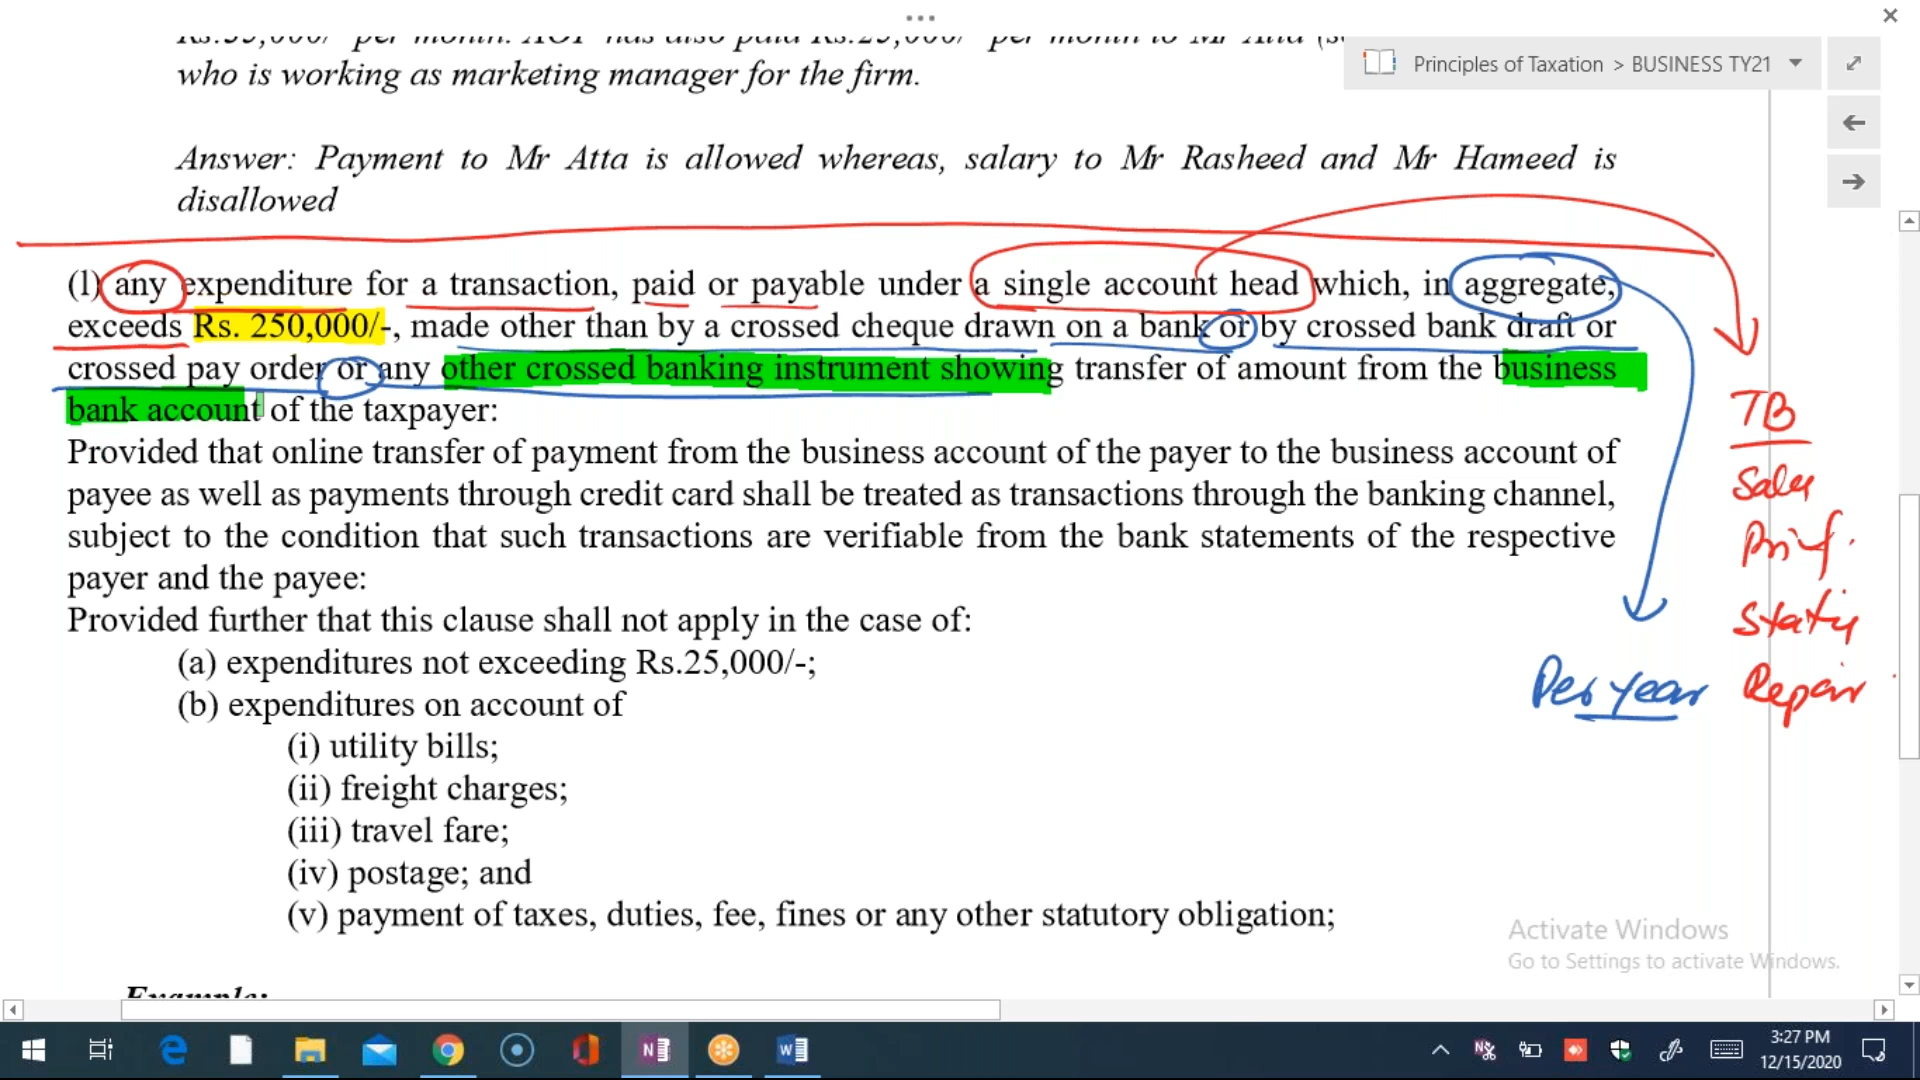 Principles of Taxation > BUSINESS TY21
who is working as marketing manager for the firm.
Answer: Payment to Mr Atta is allowed whereas, salary to Mr Rasheed and Mr Hameed is
disallowed
(l) any expenditure for a transaction, paid or payable under a single account head which, in aggregate,
exceeds Rs. 250,000/-, made other than by a crossed cheque drawn on a bank or by crossed bank draft or
crossed pay order or any other crossed banking instrument showing transfer of amount from the business
bank account of the taxpayer:
Provided that online transfer of payment from the business account of the payer to the business account of
payee as well as payments through credit card shall be treated as transactions through the banking channel,
subject to the condition that such transactions are verifiable from the bank statements of the respective
payer and the payee:
Provided further that this clause shall not apply in the case of:
(a) expenditures not exceeding Rs.25,000/-;
(b) expenditures on account of
(i) utility bills;
(ii) freight charges;
(iii) travel fare;
(iv) postage; and
(v) payment of taxes, duties, fee, fines or any other statutory obligation;
TB
Sales
Repair
Per year
Activate Windows
Go to Settings to activate Windows.
Example:
3:27 PM
12/15/2020